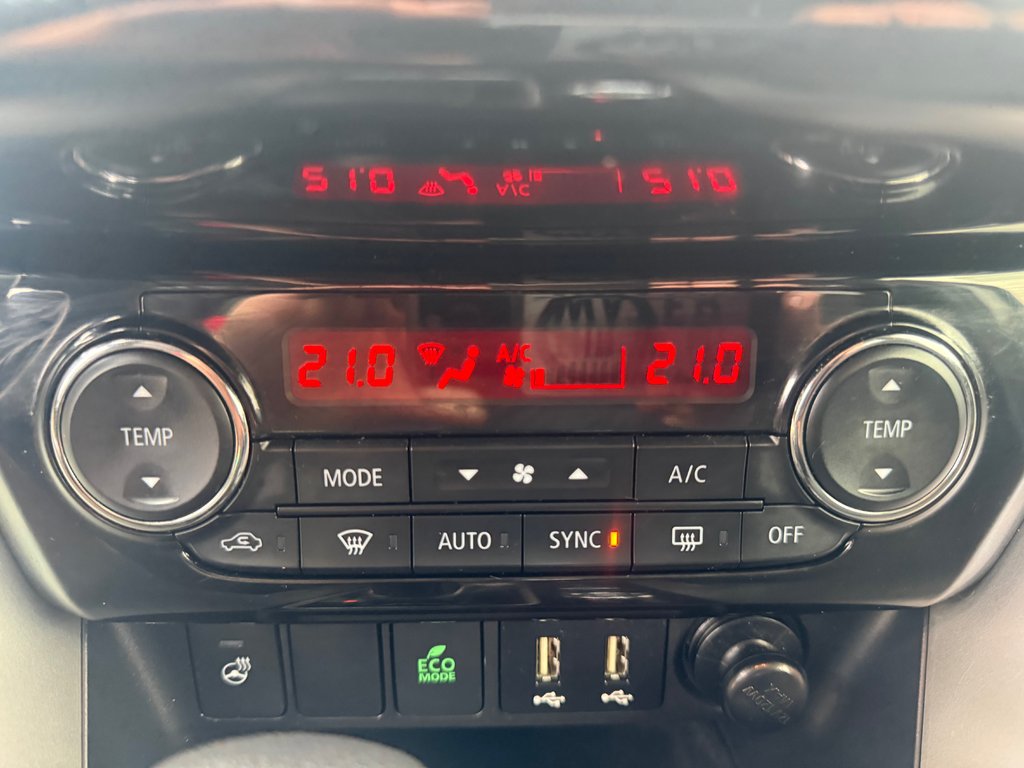 51.0 A/C 51.0
21.0 A/C 21.0
TEMP
TEMP
MODE
A/C
AUTO
SYNC
OFF
ECO
MODE